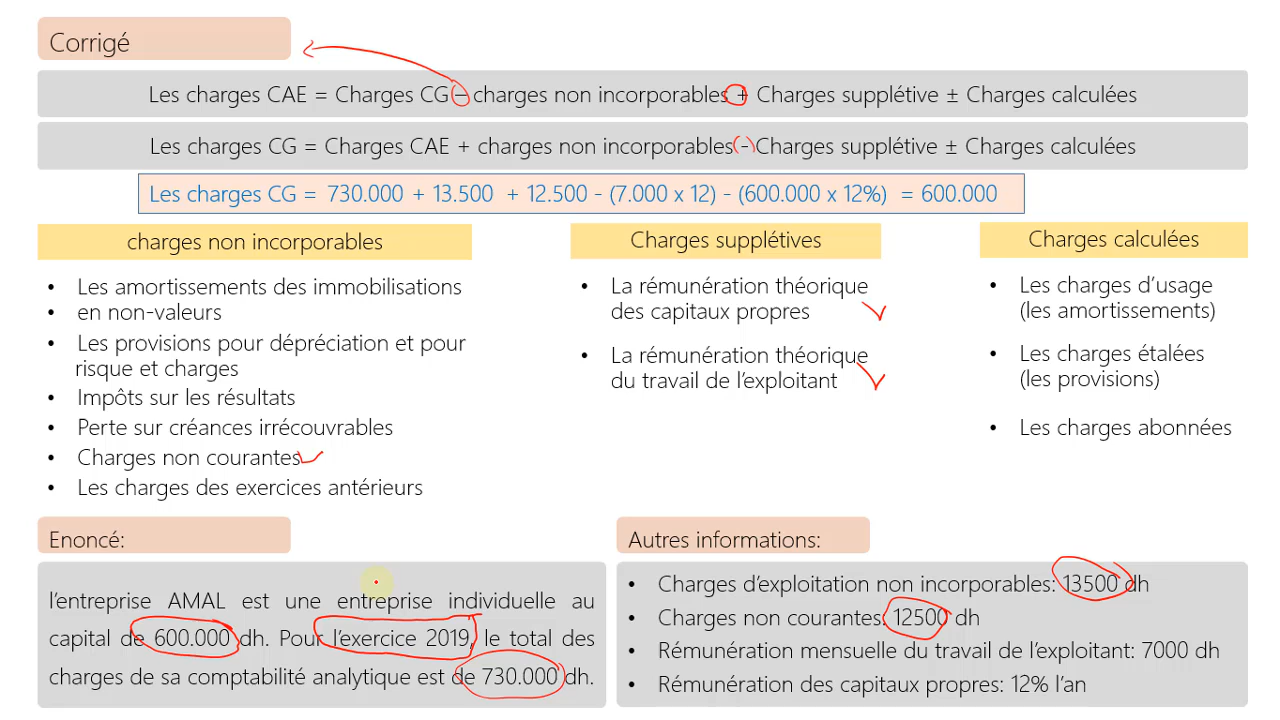 Corrigé
Les charges CAE = Charges CG – charges non incorporables + Charges supplétive ± Charges calculées
Les charges CG = Charges CAE + charges non incorporables - Charges supplétive ± Charges calculées
Les charges CG = 730.000 + 13.500 + 12.500 - (7.000 x 12) - (600.000 x 12%) = 600.000
charges non incorporables
• Les amortissements des immobilisations
• en non-valeurs
• Les provisions pour dépréciation et pour
risque et charges
• Impôts sur les résultats
• Perte sur créances irrécouvrables
• Charges non courantes
• Les charges des exercices antérieurs
Charges supplétives
• La rémunération théorique
des capitaux propres
• La rémunération théorique
du travail de l’exploitant
Charges calculées
• Les charges d’usage
(les amortissements)
• Les charges étalées
(les provisions)
• Les charges abonnées
Enoncé:
l’entreprise AMAL est une entreprise individuelle au
capital de 600.000 dh. Pour l’exercice 2019, le total des
charges de sa comptabilité analytique est de 730.000 dh.
Autres informations:
• Charges d’exploitation non incorporables: 13500 dh
• Charges non courantes: 12500 dh
• Rémunération mensuelle du travail de l’exploitant: 7000 dh
• Rémunération des capitaux propres: 12% l’an